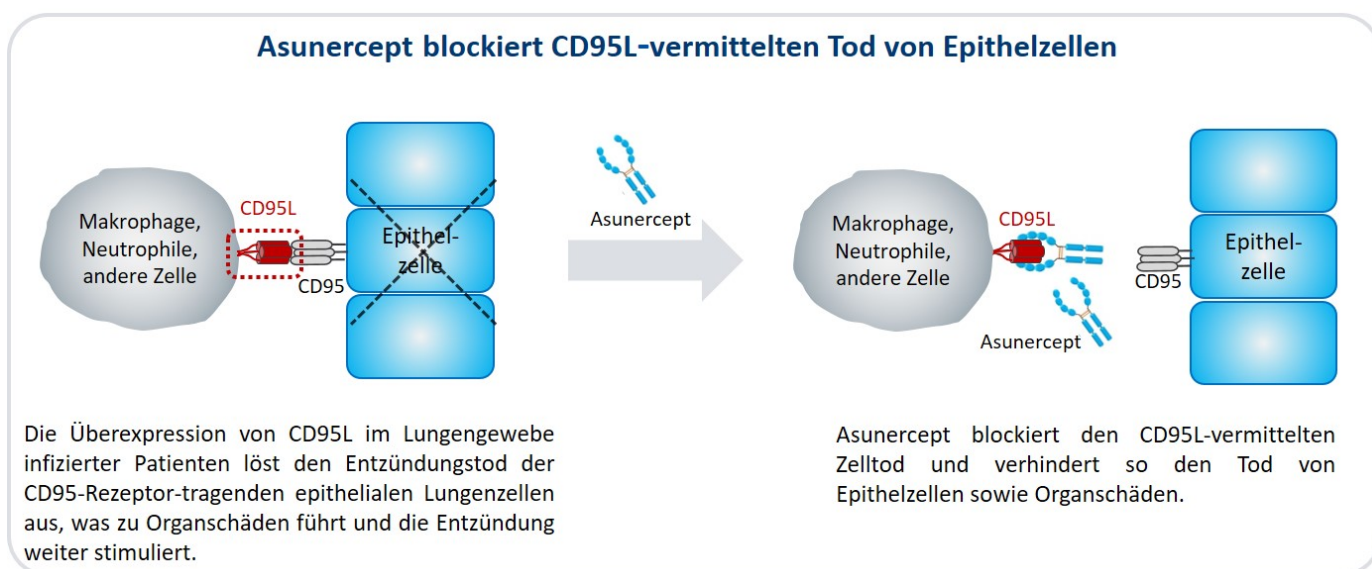 Asunercept blockiert CD95L-vermittelten Tod von Epithelzellen
Makrophage,
Neutrophile,
andere Zelle
CD95L
CD95
Epithel-
zelle
Asunercept
Makrophage,
Neutrophile,
andere Zelle
CD95L
Asunercept
CD95
Epithel-
zelle
Die Überexpression von CD95L im Lungengewebe
infizierter Patienten löst den Entzündungstod der
CD95-Rezeptor-tragenden epithelialen Lungenzellen
aus, was zu Organschäden führt und die Entzündung
weiter stimuliert.
Asunercept blockiert den CD95L-vermittelten
Zelltod und verhindert so den Tod von
Epithelzellen sowie Organschäden.